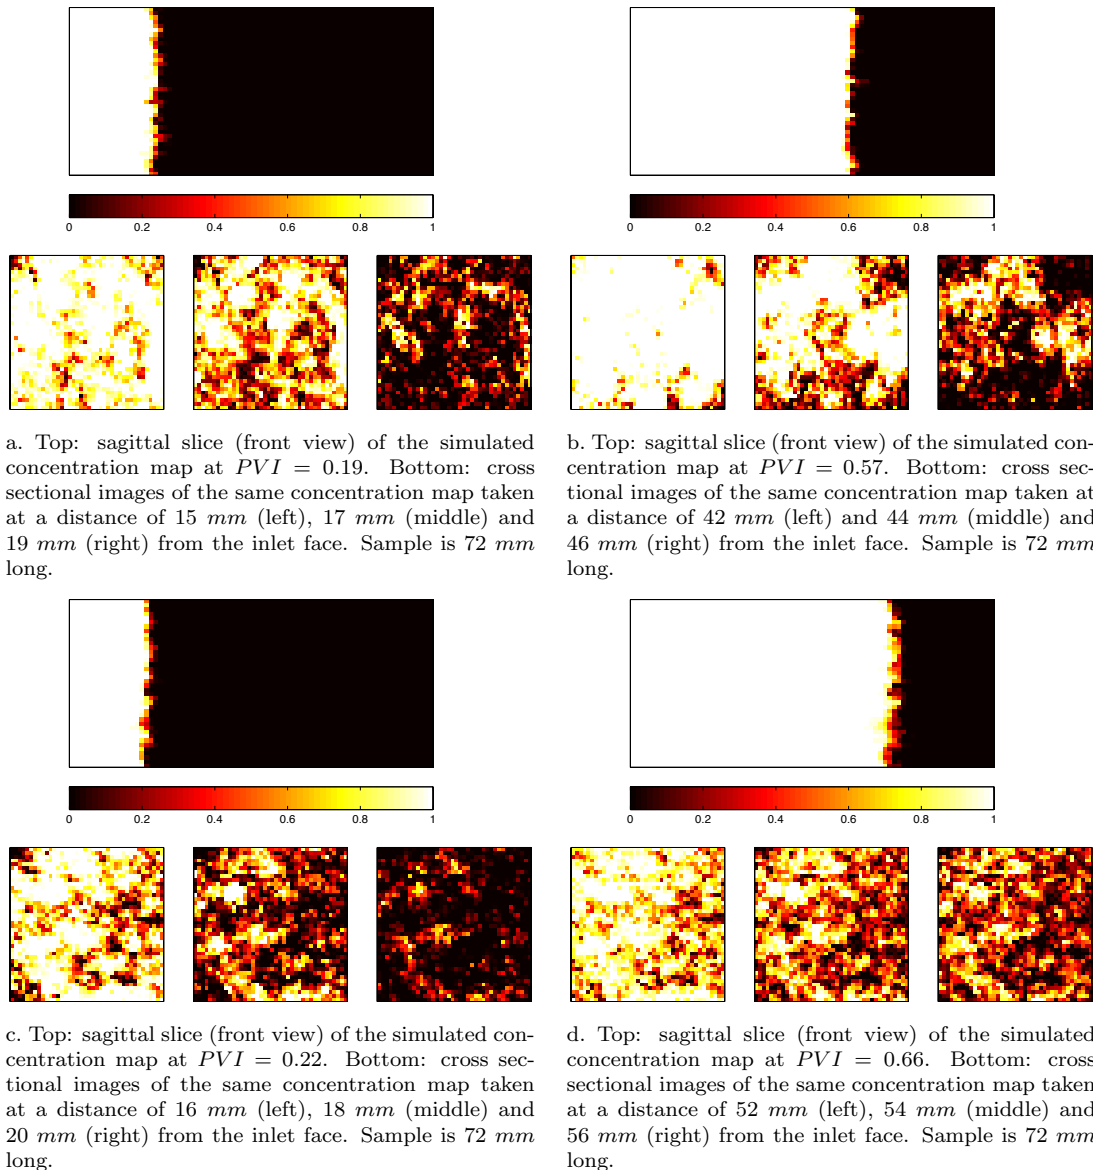 0 0.2 0.4 0.6 0.8 1
0 0.2 0.4 0.6 0.8 1
a. Top: sagittal slice (front view) of the simulated
concentration map at PVI = 0.19. Bottom: cross
sectional images of the same concentration map taken
at a distance of 15 mm (left), 17 mm (middle) and
19 mm (right) from the inlet face. Sample is 72 mm
long.
b. Top: sagittal slice (front view) of the simulated con-
centration map at PVI = 0.57. Bottom: cross sec-
tional images of the same concentration map taken at
a distance of 42 mm (left) and 44 mm (middle) and
46 mm (right) from the inlet face. Sample is 72 mm
long.
0 0.2 0.4 0.6 0.8 1
0 0.2 0.4 0.6 0.8 1
c. Top: sagittal slice (front view) of the simulated con-
centration map at PVI = 0.22. Bottom: cross sec-
tional images of the same concentration map taken
at a distance of 16 mm (left), 18 mm (middle) and
20 mm (right) from the inlet face. Sample is 72 mm
long.
d. Top: sagittal slice (front view) of the simulated
concentration map at PVI = 0.66. Bottom: cross
sectional images of the same concentration map taken
at a distance of 52 mm (left), 54 mm (middle) and
56 mm (right) from the inlet face. Sample is 72 mm
long.